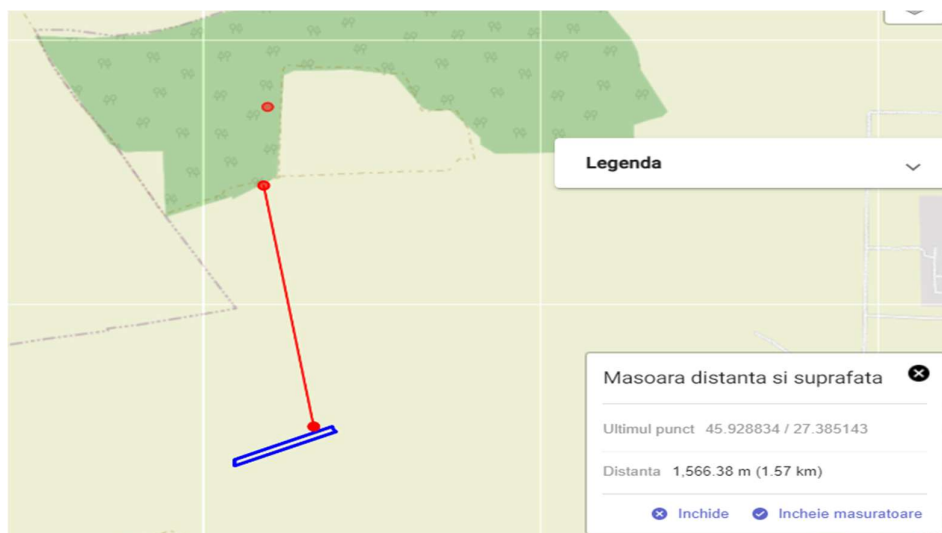 Legenda
Masoara distanta si suprafata
Ultimul punct 45.928834 / 27.385143
Distanta 1,566.38 m (1.57 km)
Inchide Incheie masuratoare